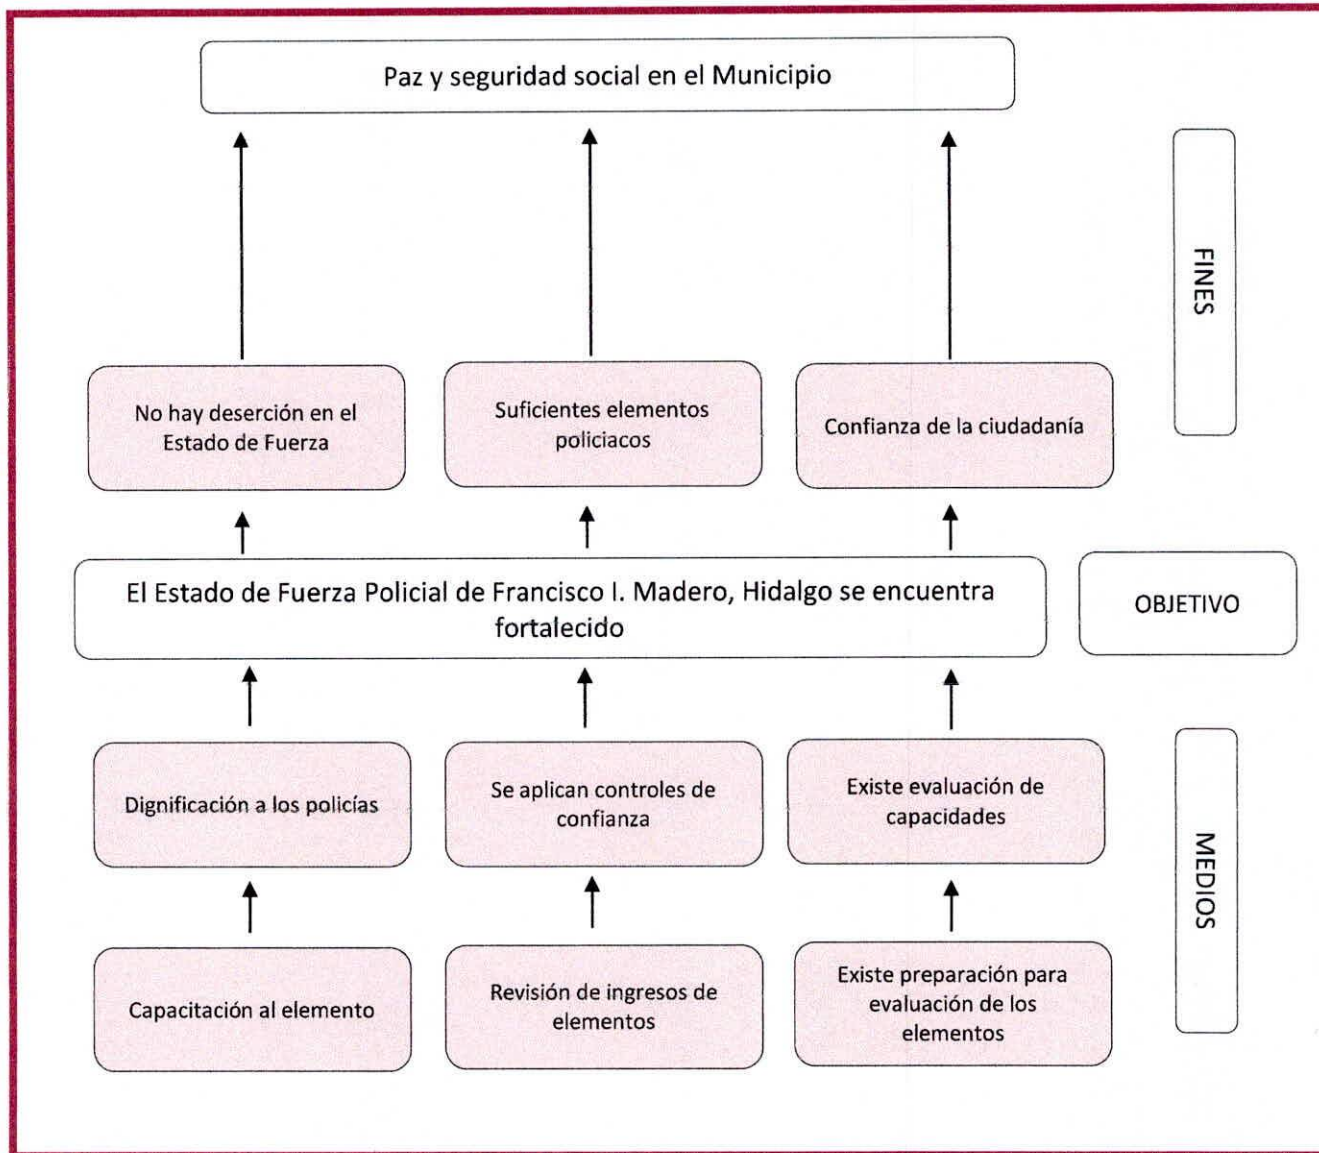 Paz y seguridad social en el Municipio
FINES
No hay deserción en el
Estado de Fuerza
Suficientes elementos
policiacos
Confianza de la ciudadanía
El Estado de Fuerza Policial de Francisco I. Madero, Hidalgo se encuentra
fortalecido
OBJETIVO
Dignificación a los policías
Se aplican controles de
confianza
Existe evaluación de
capacidades
MEDIOS
Capacitación al elemento
Revisión de ingresos de
elementos
Existe preparación para
evaluación de los
elementos